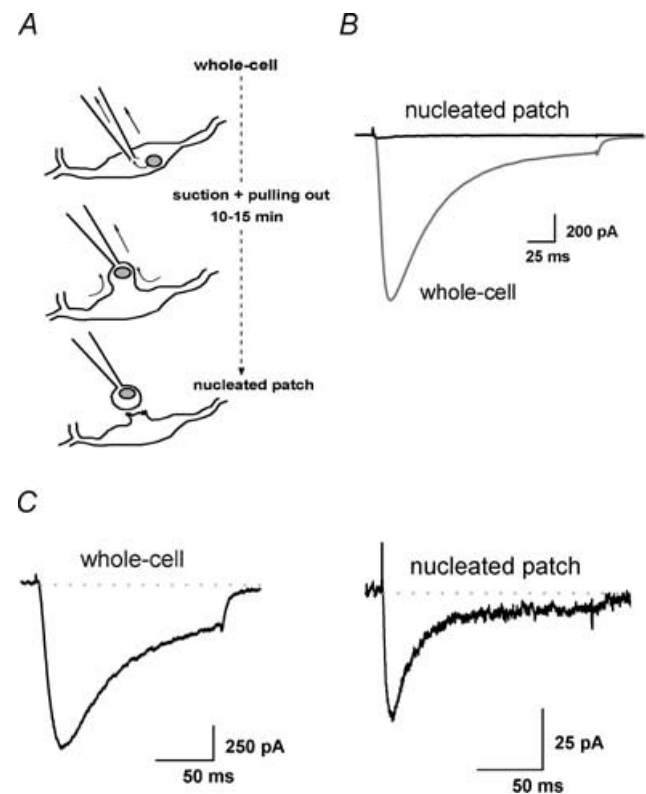 A
whole-cell
suction + pulling out
10-15 min
nucleated patch
B
nucleated patch
200 pA
25 ms
whole-cell
C
whole-cell
250 pA
50 ms
nucleated patch
25 pA
50 ms